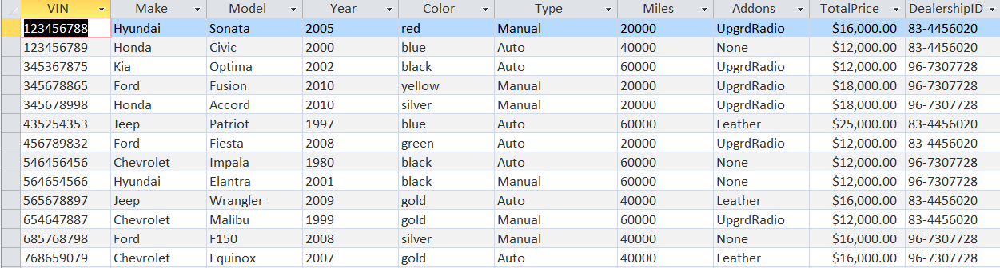 VIN Make Model Year Color Type Miles Addons TotalPrice DealershipID
123456788 Hyundai Sonata 2005 red Manual 20000 UpgrdRadio $16,000.00 83-4456020
123456789 Honda Civic 2000 blue Auto 40000 None $12,000.00 83-4456020
345367875 Kia Optima 2002 black Auto 60000 UpgrdRadio $12,000.00 96-7307728
345678865 Ford Fusion 2010 yellow Manual 20000 UpgrdRadio $18,000.00 96-7307728
345678998 Honda Accord 2010 silver Manual 20000 UpgrdRadio $18,000.00 96-7307728
435254353 Jeep Patriot 1997 blue Auto 60000 Leather $25,000.00 83-4456020
456789832 Ford Fiesta 2008 green Auto 20000 UpgrdRadio $12,000.00 83-4456020
546456456 Chevrolet Impala 1980 black Auto 60000 None $12,000.00 96-7307728
564654566 Hyundai Elantra 2001 black Manual 60000 None $12,000.00 96-7307728
565678897 Jeep Wrangler 2009 gold Auto 40000 Leather $16,000.00 83-4456020
654647887 Chevrolet Malibu 1999 gold Manual 60000 UpgrdRadio $12,000.00 83-4456020
685768798 Ford F150 2008 silver Manual 40000 None $16,000.00 96-7307728
768659079 Chevrolet Equinox 2007 gold Auto 40000 Leather $16,000.00 96-7307728